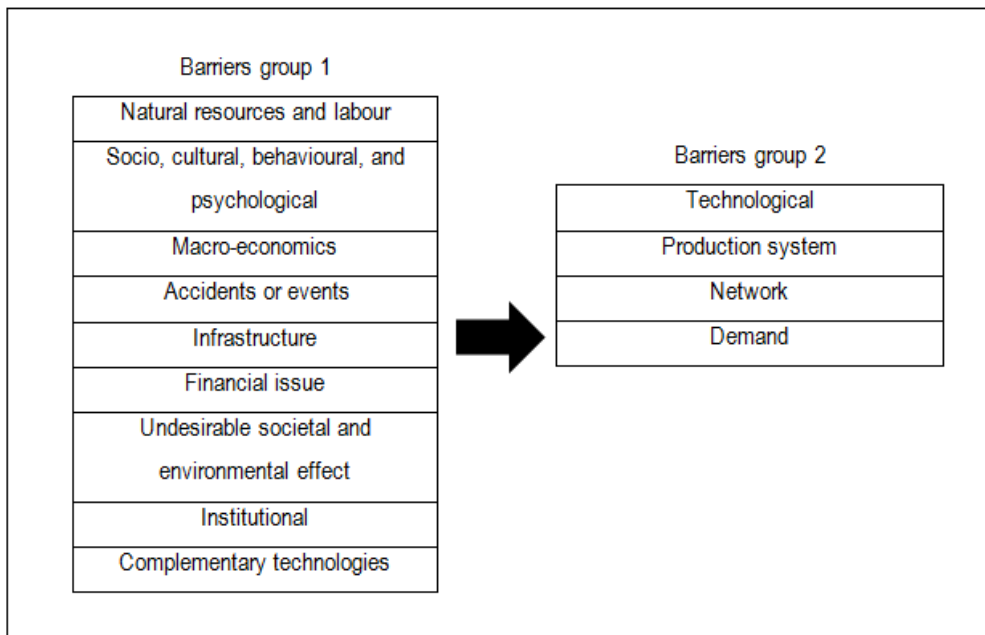 Barriers group 1
Natural resources and labour
Socio, cultural, behavioural, and
psychological
Macro-economics
Accidents or events
Infrastructure
Financial issue
Undesirable societal and
environmental effect
Institutional
Complementary technologies
Barriers group 2
Technological
Production system
Network
Demand